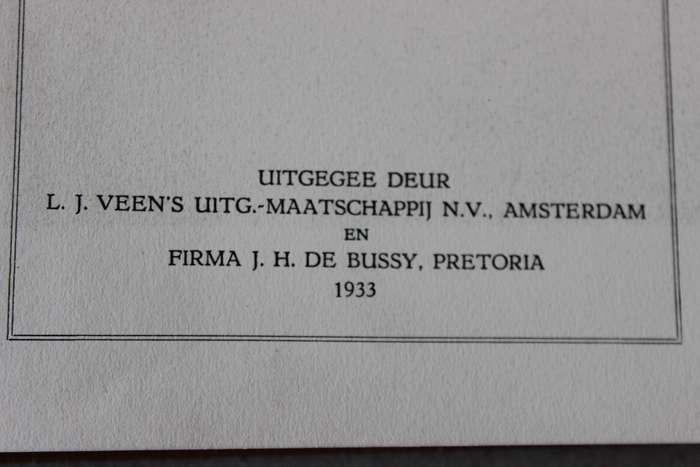 UITGEGEE DEUR
L. J. VEEN'S UITG.-MAATSCHAPPIJ N.V., AMSTERDAM
EN
FIRMA J. H. DE BUSSY, PRETORIA
1933